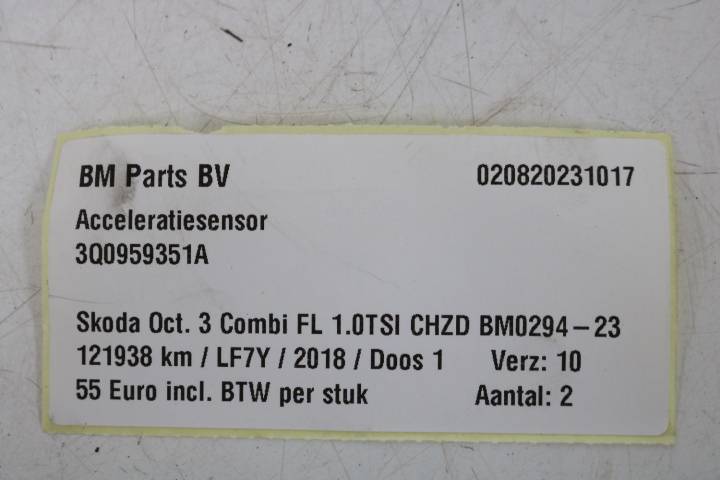 BM Parts BV 020820231017
Acceleratiesensor
3Q0959351A
Skoda Oct. 3 Combi FL 1.0TSI CHZD BM0294-23
121938 km / LF7Y / 2018 / Doos 1 Verz: 10
55 Euro incl. BTW per stuk Aantal: 2